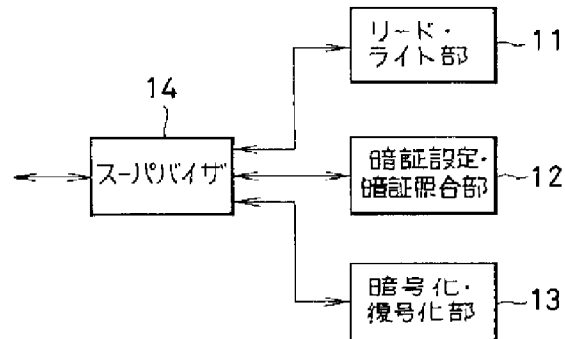 リード・
ライト部
11
14
スーパバイザ
暗証設定・
暗証照合部
12
暗号化・
復号化部
13